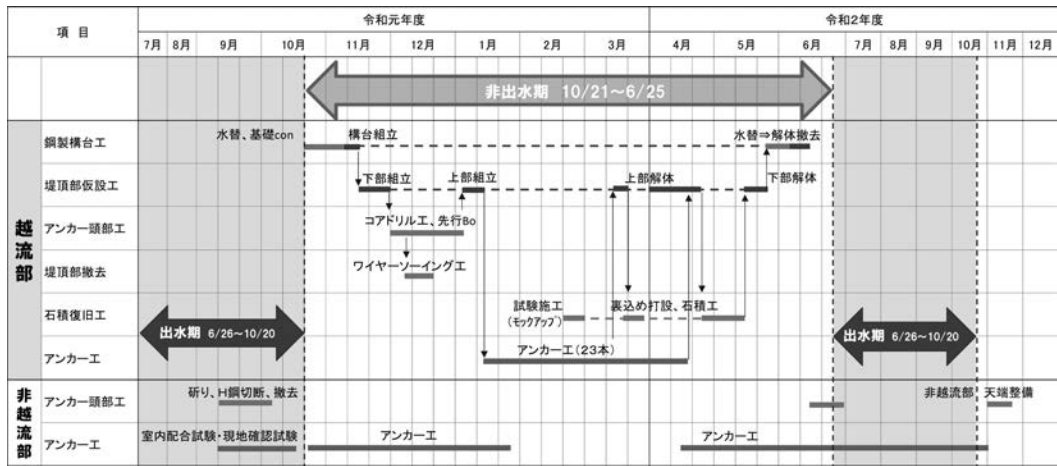 項 目
令和元年度
令和2年度
7月 8月 9月 10月 11月 12月 1月 2月 3月 4月 5月 6月 7月 8月 9月 10月 11月 12月
非出水期 10/21～6/25
越流部
鋼製構台工
水替、基礎con
構台組立
水替⇒解体撤去
堤頂部仮設工
下部組立
上部組立
上部解体
下部解体
アンカー頭部工
コアドリル工、先行Bo
堤頂部撤去
ワイヤーソーイング工
石積復旧工
試験施工
(モックアップ)
裏込め打設、石積工
出水期 6/26～10/20
出水期 6/26～10/20
アンカー工
アンカー工(23本)
非越流部
アンカー頭部工
斫り、H鋼切断、撤去
非越流部 天端整備
アンカー工
室内配合試験・現地確認試験
アンカー工
アンカー工